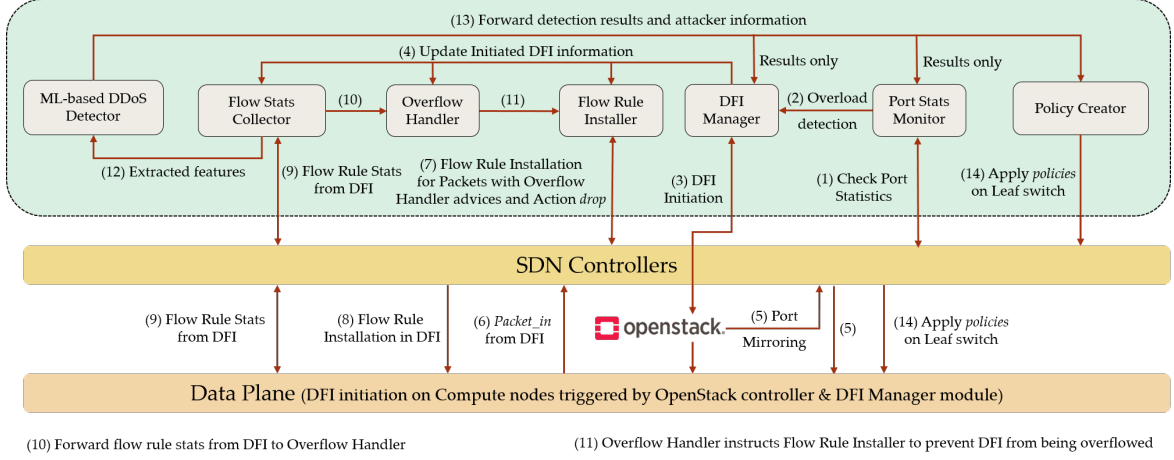 (13) Forward detection results and attacker information
(4) Update Initiated DFI information
Results only
Results only
ML-based DDoS
Detector
Flow Stats
Collector
(10)
Overflow
Handler
(11)
Flow Rule
Installer
DFI
Manager
(2) Overload
detection
Port Stats
Monitor
Policy Creator
(12) Extracted features
(9) Flow Rule Stats
from DFI
(7) Flow Rule Installation
for Packets with Overflow
Handler advices and Action drop
(3) DFI
Initiation
(1) Check Port
Statistics
(14) Apply policies
on Leaf switch
SDN Controllers
(9) Flow Rule Stats
from DFI
(8) Flow Rule
Installation in DFI
(6) Packet_in
from DFI
openstack.
(5) Port
Mirroring
(5)
(14) Apply policies
on Leaf switch
Data Plane (DFI initiation on Compute nodes triggered by OpenStack controller & DFI Manager module)
(10) Forward flow rule stats from DFI to Overflow Handler
(11) Overflow Handler instructs Flow Rule Installer to prevent DFI from being overflowed